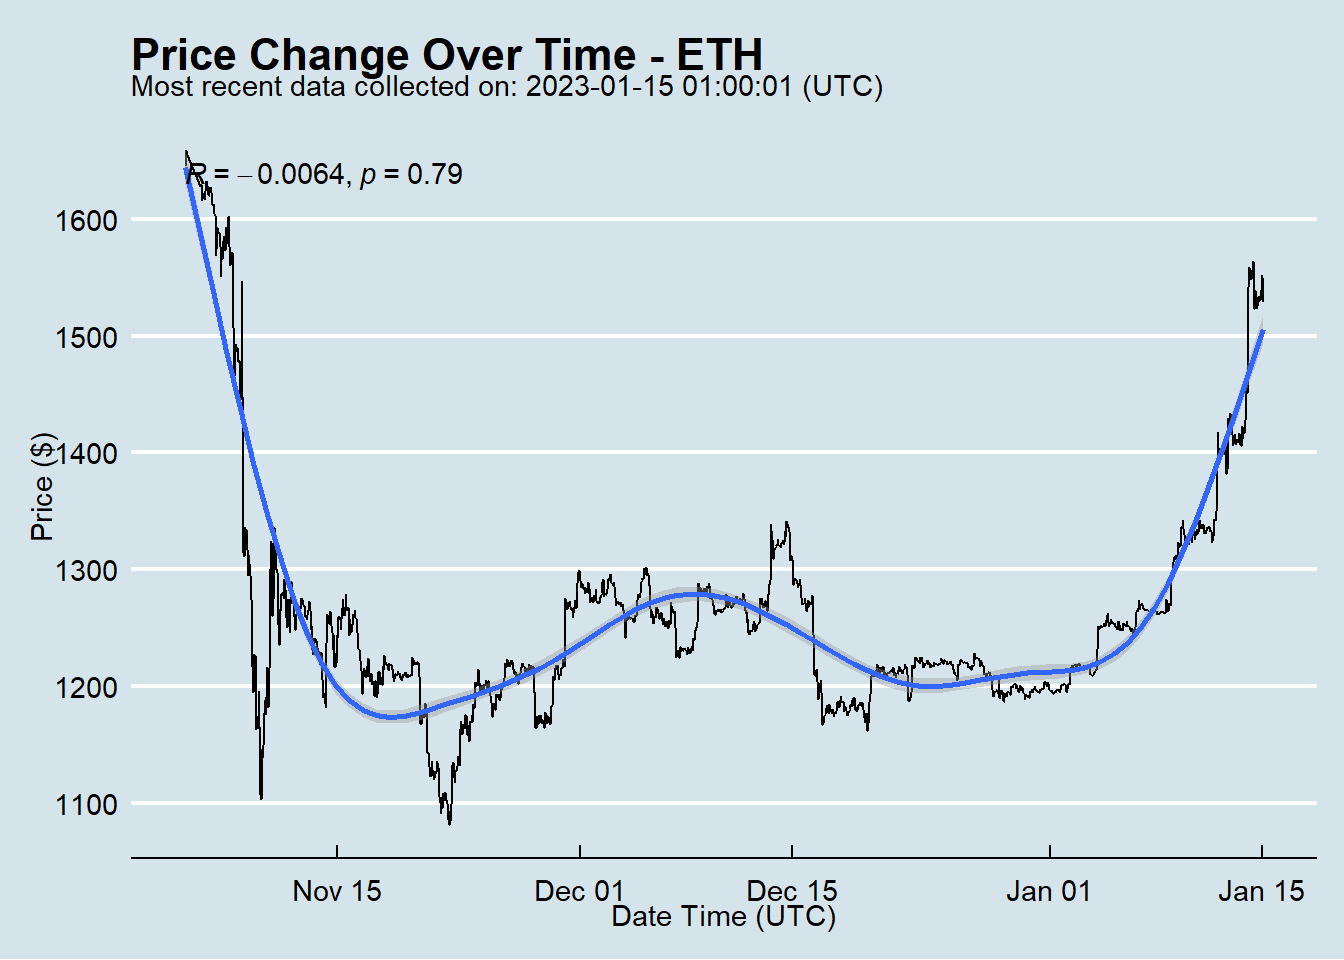 Price Change Over Time - ETH
Most recent data collected on: 2023-01-15 01:00:01 (UTC)
R = −0.0064, p = 0.79
1600
1500
1400
1300
1200
1100
Price ($)
Nov 15
Dec 01
Dec 15
Jan 01
Jan 15
Date Time (UTC)